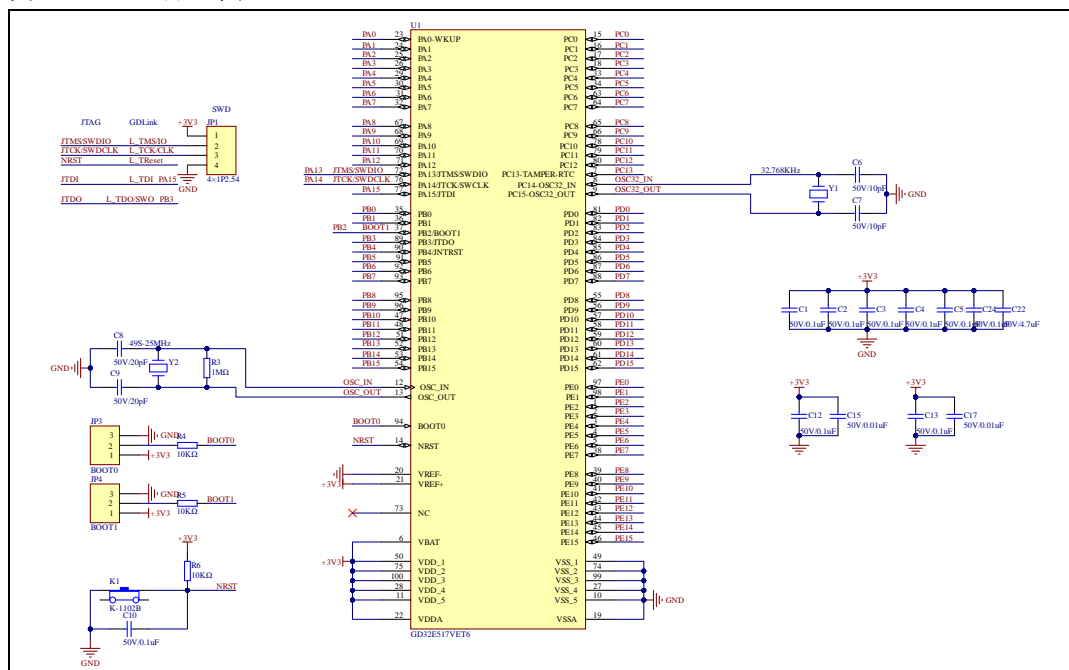 U1
PA0 23 PA0-WKUP PC0 15 PC0
PA1 24 PA1 PC1 16 PC1
PA2 25 PA2 PC2 17 PC2
PA3 26 PA3 PC3 18 PC3
PA4 29 PA4 PC4 33 PC4
PA5 30 PA5 PC5 34 PC5
PA6 31 PA6 PC6 63 PC6
PA7 32 PA7 PC7 64 PC7
PA8 67 PA8 PC8 65 PC8
PA9 68 PA9 PC9 66 PC9
PA10 69 PA10 PC10 78 PC10
PA11 70 PA11 PC11 79 PC11
PA12 71 PA12 PC12 80 PC12
PA13 JTMS/SWDIO 72 PA13/JTMS/SWDIO PC13-TAMPER-RTC PC13
PA14 JTCK/SWDCLK 76 PA14/JTCK/SWCLK PC14-OSC32_IN 8 OSC32_IN
PA15 77 PA15/JTDI PC15-OSC32_OUT 9 OSC32_OUT
SWD
JTAG GDLink +3V3 JP1
1
JTMS/SWDIO L_TMS/IO 2
JTCK/SWDCLK L_TCK/CLK 3
NRST L_TReset 4
GND 4×1P2.54
JTDI L_TDI PA15
JTDO L_TDO/SWO PB3
32.768KHz C6
50V/10pF
Y1 GND
C7
50V/10pF
PB0 35 PB0 PD0 81 PD0
PB1 36 PB1 PD1 82 PD1
PB2 BOOT1 37 PB2/BOOT1 PD2 83 PD2
PB3 89 PB3/JTDO PD3 84 PD3
PB4 90 PB4/JNTRST PD4 85 PD4
PB5 91 PB5 PD5 86 PD5
PB6 92 PB6 PD6 87 PD6
PB7 93 PB7 PD7 88 PD7
PB8 95 PB8 PD8 55 PD8
PB9 96 PB9 PD9 56 PD9
PB10 47 PB10 PD10 57 PD10
PB11 48 PB11 PD11 58 PD11
PB12 51 PB12 PD12 59 PD12
PB13 52 PB13 PD13 60 PD13
PB14 53 PB14 PD14 61 PD14
PB15 54 PB15 PD15 62 PD15
+3V3
C1 C2 C3 C4 C5 C24 C22
50V/0.1uF 50V/0.1uF 50V/0.1uF 50V/0.1uF 50V/0.1uF 50V/0.1uF 50V/4.7uF
GND
C8 49S-25MHz
50V/20pF Y2 R3
GND 1MΩ
C9
50V/20pF
OSC_IN 12 OSC_IN PE0 97 PE0
OSC_OUT 13 OSC_OUT PE1 98 PE1
PE2 1 PE2
PE3 2 PE3
BOOT0 94 BOOT0 PE4 3 PE4
PE5 4 PE5
NRST 14 NRST PE6 5 PE6
PE7 38 PE7
+3V3 +3V3
C12 C15 C13 C17
50V/0.1uF 50V/0.01uF 50V/0.1uF 50V/0.01uF
JP3
3 GND R4
2 BOOT0
1 +3V3 10KΩ
BOOT0
JP4
3 GND R5
2 BOOT1
1 +3V3 10KΩ
BOOT1
20 VREF- PE8 39 PE8
+3V3 21 VREF+ PE9 40 PE9
PE10 41 PE10
PE11 42 PE11
73 NC PE12 43 PE12
PE13 44 PE13
PE14 45 PE14
6 VBAT PE15 46 PE15
+3V3 50 VDD_1 VSS_1 49
75 VDD_2 VSS_2 74
100 VDD_3 VSS_3 99
28 VDD_4 VSS_4 27
11 VDD_5 VSS_5 10 GND
22 VDDA VSSA 19
GD32E517VET6
+3V3
R6
10KΩ
K1 NRST
K-1102B
C10
50V/0.1uF
GND